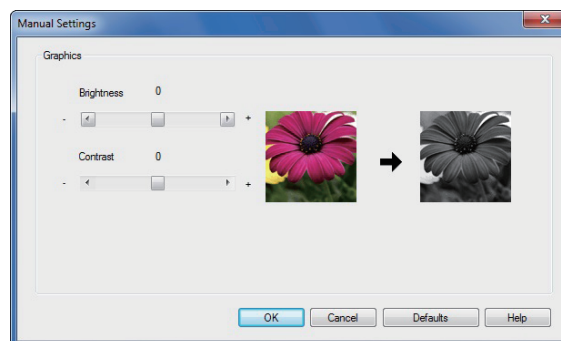 Manual Settings
Graphics
Brightness 0
- +
Contrast 0
- +
OK Cancel Defaults Help